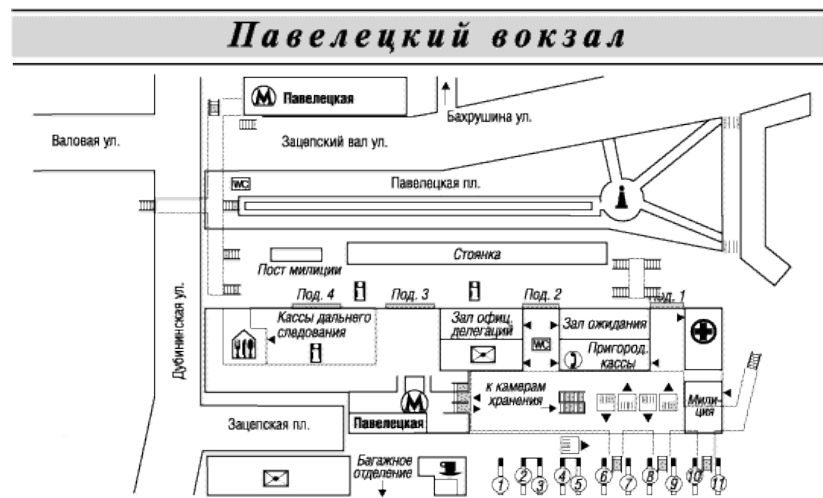 Павелецкий вокзал
М Павелецкая
Бахрушина ул.
Валовая ул.
Зацепский вал ул.
WC
Павелецкая пл.
Стоянка
Пост милиции
Дубининская ул.
Под. 4
Под. 3
Под. 2
Под. 1
Кассы дальнего
следования
Зал офиц.
делегаций
Зал ожидания
WC
Пригород.
кассы
к камерам
хранения
Мили-
ция
М
Павелецкая
Зацепская пл.
Багажное
отделение
1
2
3
4
5
6
7
8
9
10
11